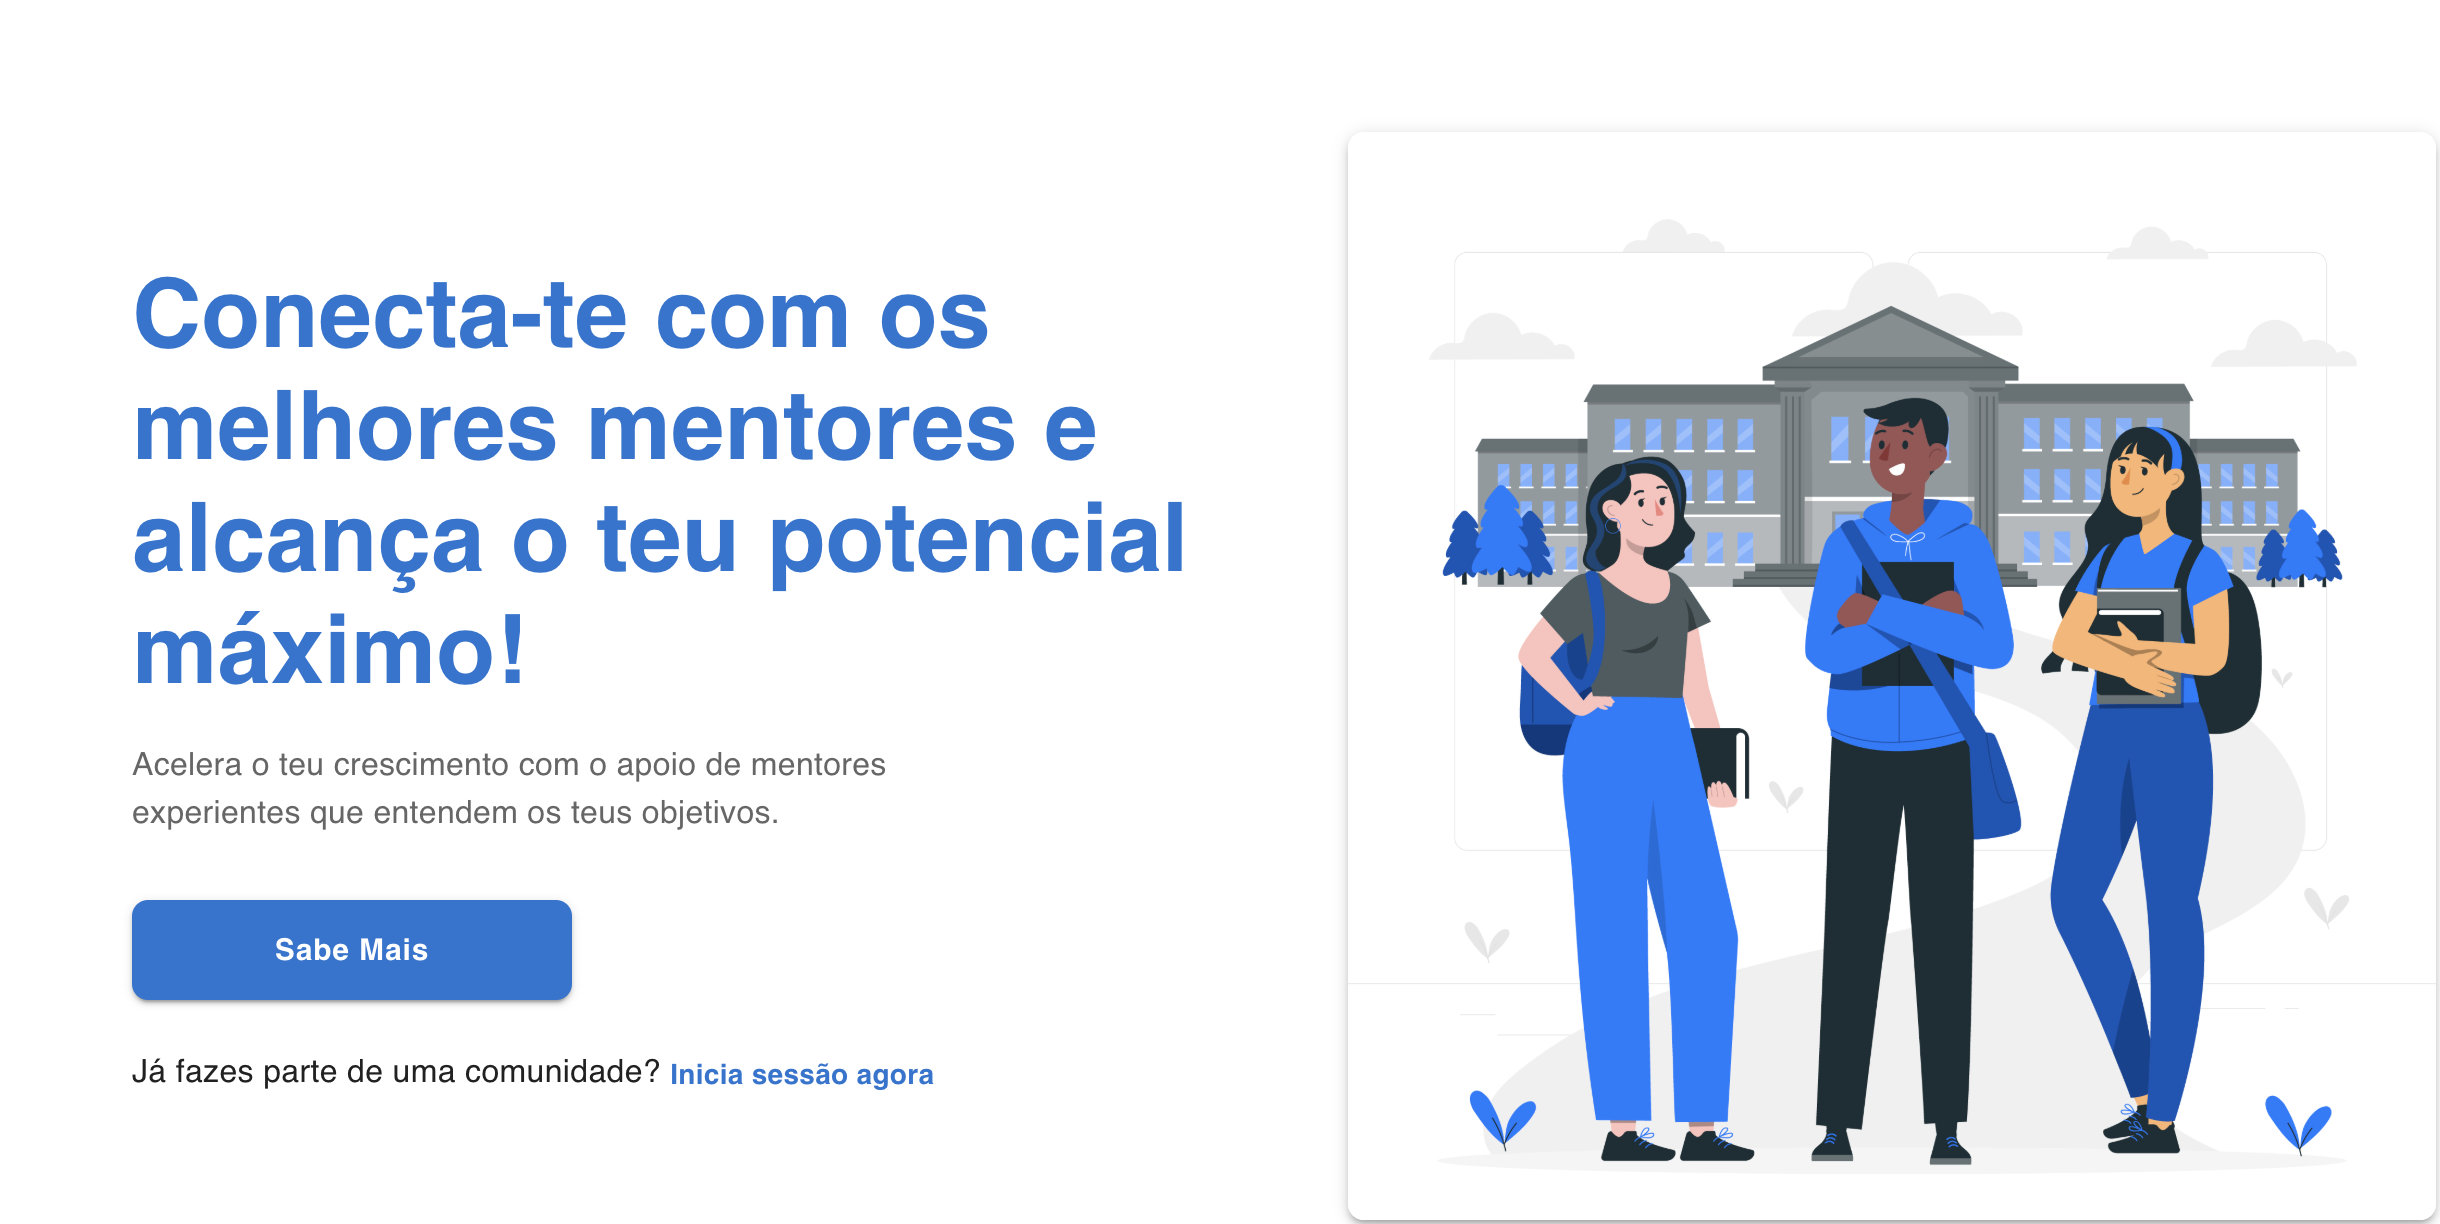 Conecta-te com os
melhores mentores e
alcança o teu potencial
máximo!
Acelera o teu crescimento com o apoio de mentores
experientes que entendem os teus objetivos.
Sabe Mais
Já fazes parte de uma comunidade? Inicia sessão agora